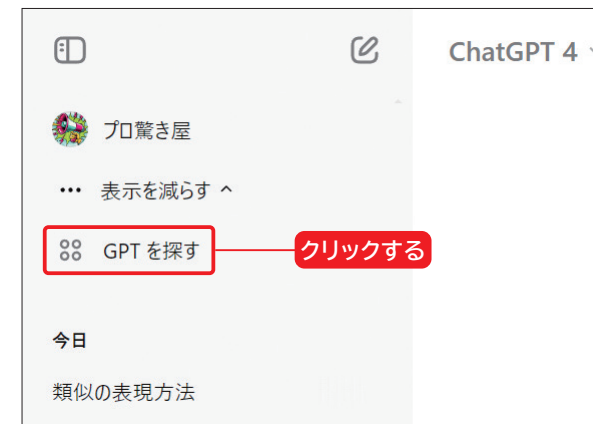 ChatGPT 4
プロ驚き屋
表示を減らす
GPT を探す
クリックする
今日
類似の表現方法